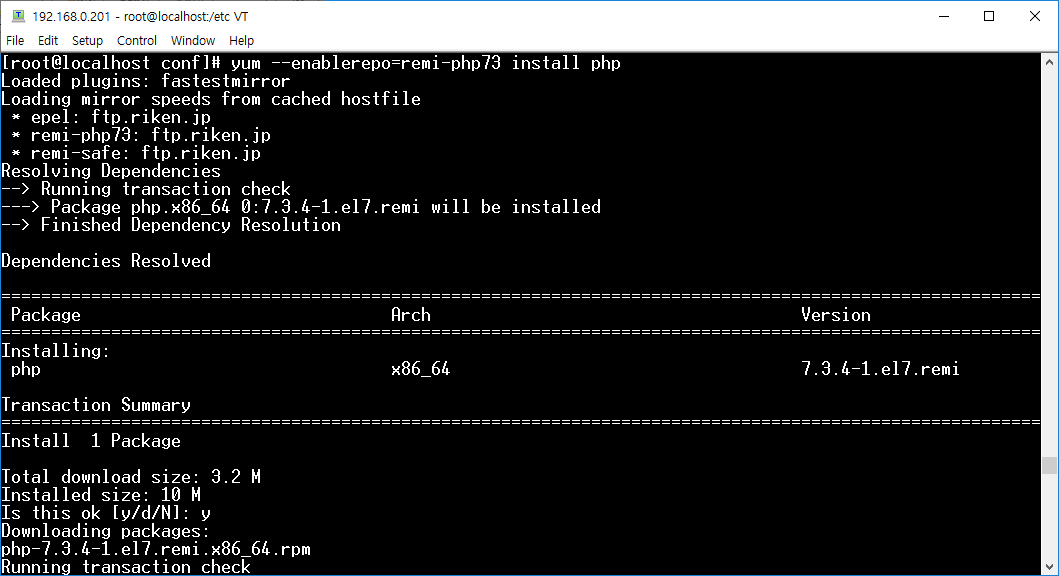 192.168.0.201 - root@localhost:/etc VT
File Edit Setup Control Window Help
[root@localhost conf]# yum --enablerepo=remi-php73 install php
Loaded plugins: fastestmirror
Loading mirror speeds from cached hostfile
 * epel: ftp.riken.jp
 * remi-php73: ftp.riken.jp
 * remi-safe: ftp.riken.jp
Resolving Dependencies
--> Running transaction check
---> Package php.x86_64 0:7.3.4-1.el7.remi will be installed
--> Finished Dependency Resolution
Dependencies Resolved
================================================================================================________
 Package Arch Version
================================================================================================________
Installing:
 php x86_64 7.3.4-1.el7.remi
Transaction Summary
================================================================================================________
Install  1 Package
Total download size: 3.2 M
Installed size: 10 M
Is this ok [y/d/N]: y
Downloading packages:
php-7.3.4-1.el7.remi.x86_64.rpm
Running transaction check